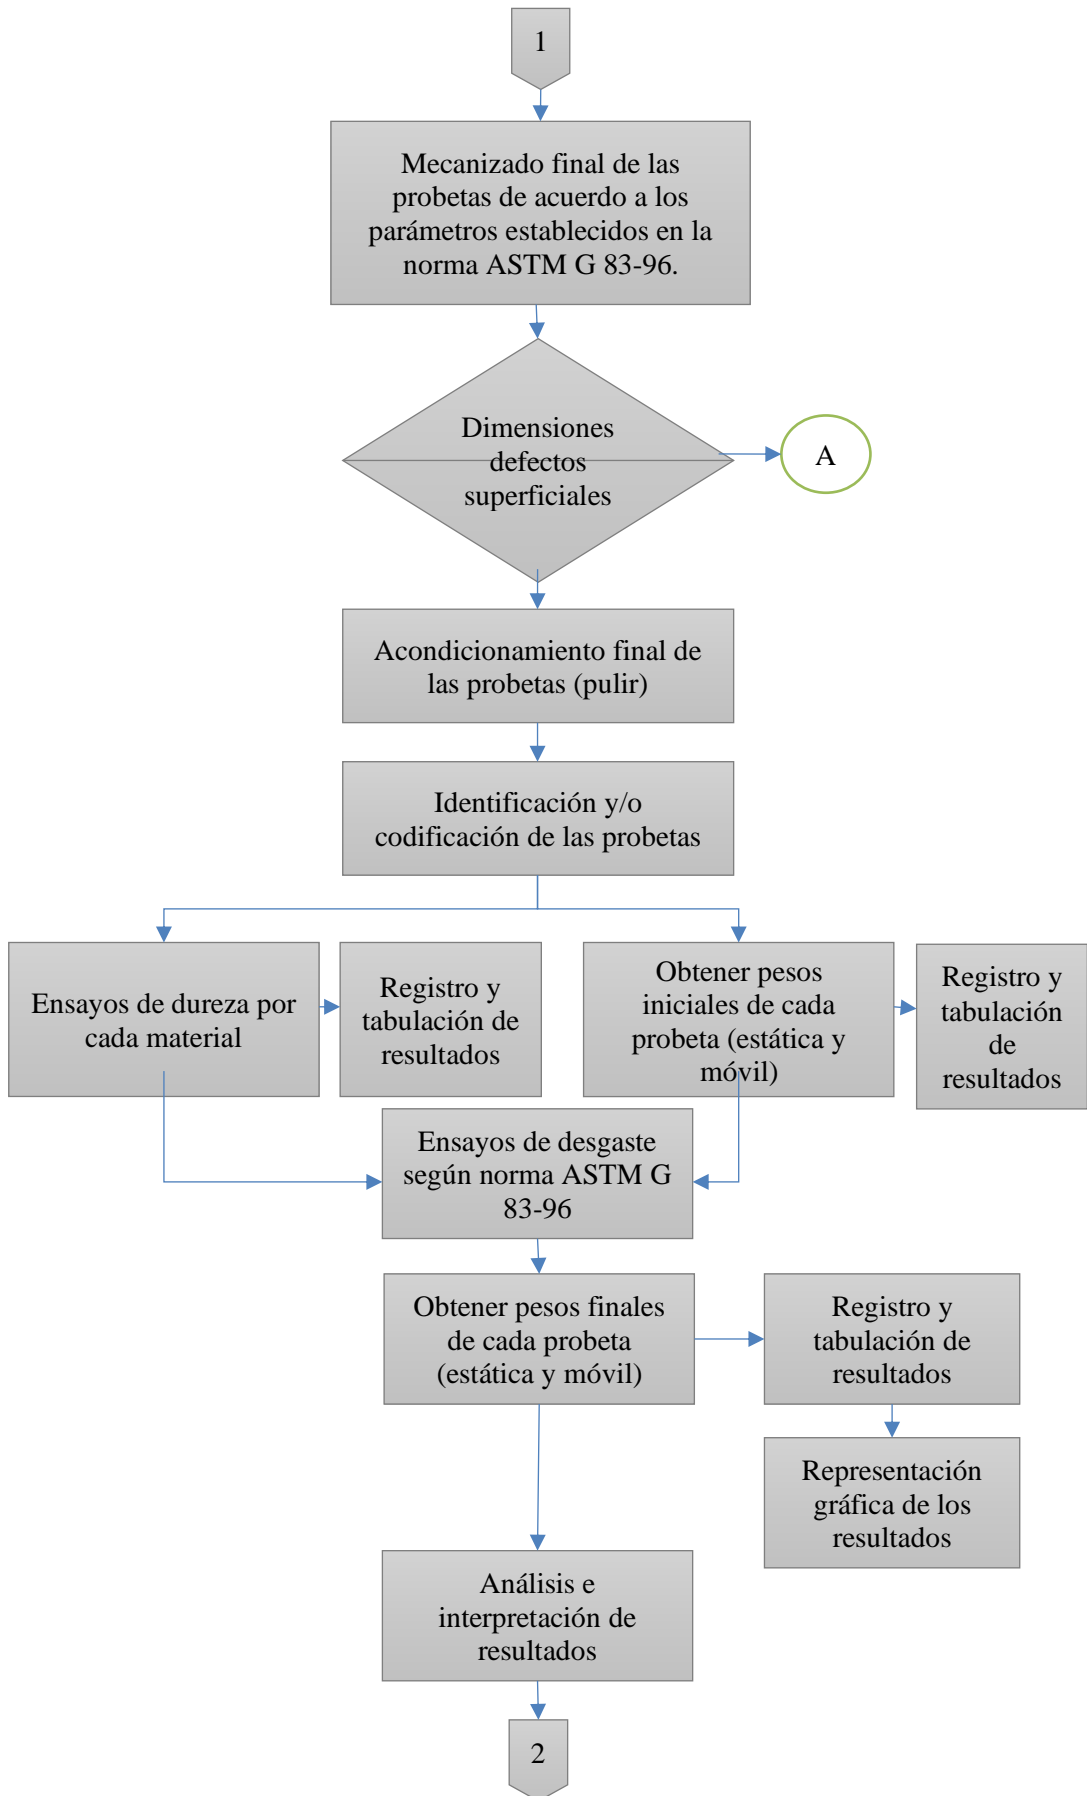 1
Mecanizado final de las
probetas de acuerdo a los
parámetros establecidos en la
norma ASTM G 83-96.
Dimensiones
defectos
superficiales
A
Acondicionamiento final de
las probetas (pulir)
Identificación y/o
codificación de las probetas
Ensayos de dureza por
cada material
Registro y
tabulación de
resultados
Obtener pesos
iniciales de cada
probeta (estática y
móvil)
Registro y
tabulación
de
resultados
Ensayos de desgaste
según norma ASTM G
83-96
Obtener pesos finales
de cada probeta
(estática y móvil)
Registro y
tabulación de
resultados
Representación
gráfica de los
resultados
Análisis e
interpretación de
resultados
2